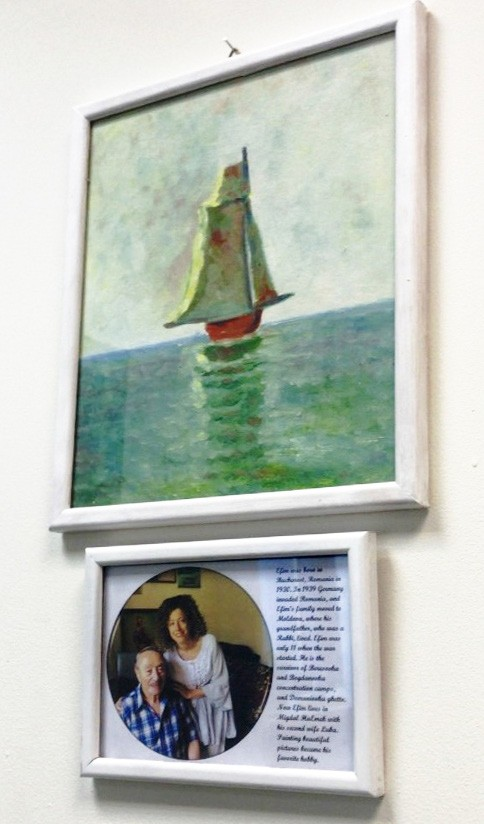 Efim was born in
Bucharest, Romania in
1930. In 1939 Germany
invaded Romania, and
Efim's family moved to
Moldova, where his
grandfather, who was a
Rabbi, lived. Efim was
only 11 when the war
started. He is the
survivor of
and Bogdanovka
concentration camps,
and ghetto.
Now Efim lives in
Migdal HaEmek with
his second wife Luba.
Painting beautiful
pictures became his
favorite hobby.